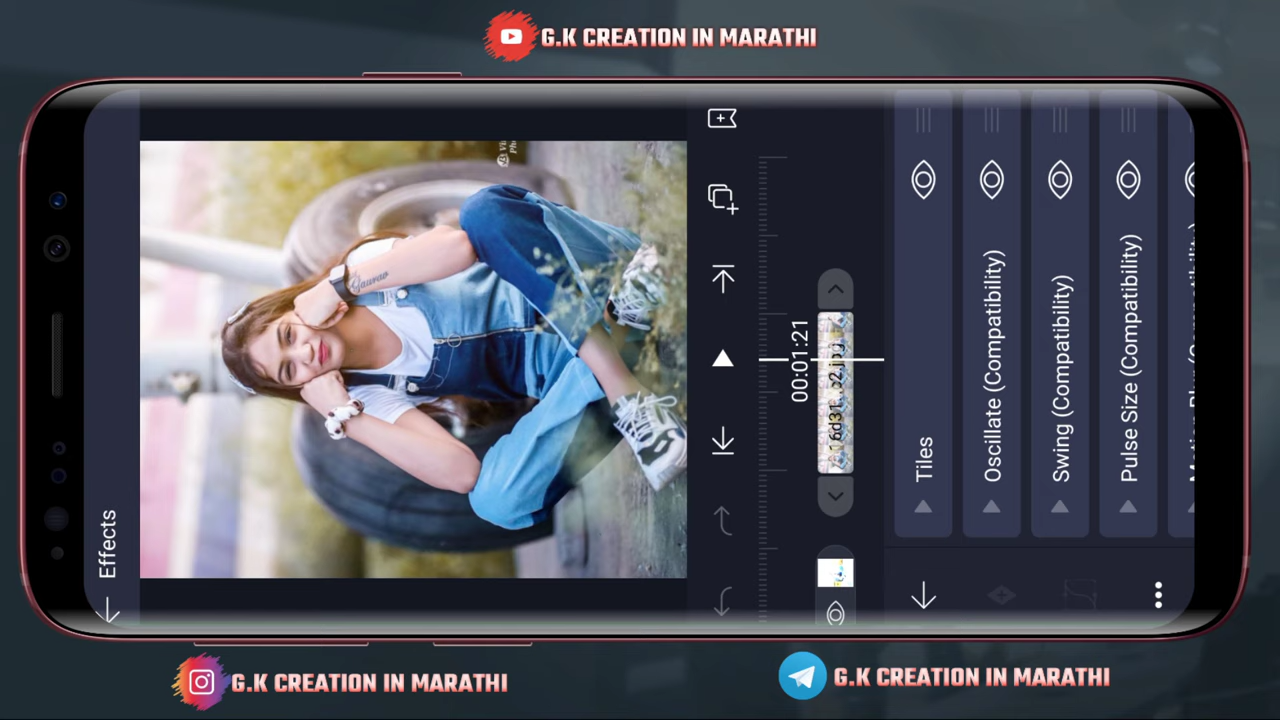 G.K CREATION IN MARATHI
Effects
Gaurav
00:01:21
Tiles
Oscillate (Compatibility)
Swing (Compatibility)
Pulse Size (Compatibility)
G.K CREATION IN MARATHI
G.K CREATION IN MARATHI